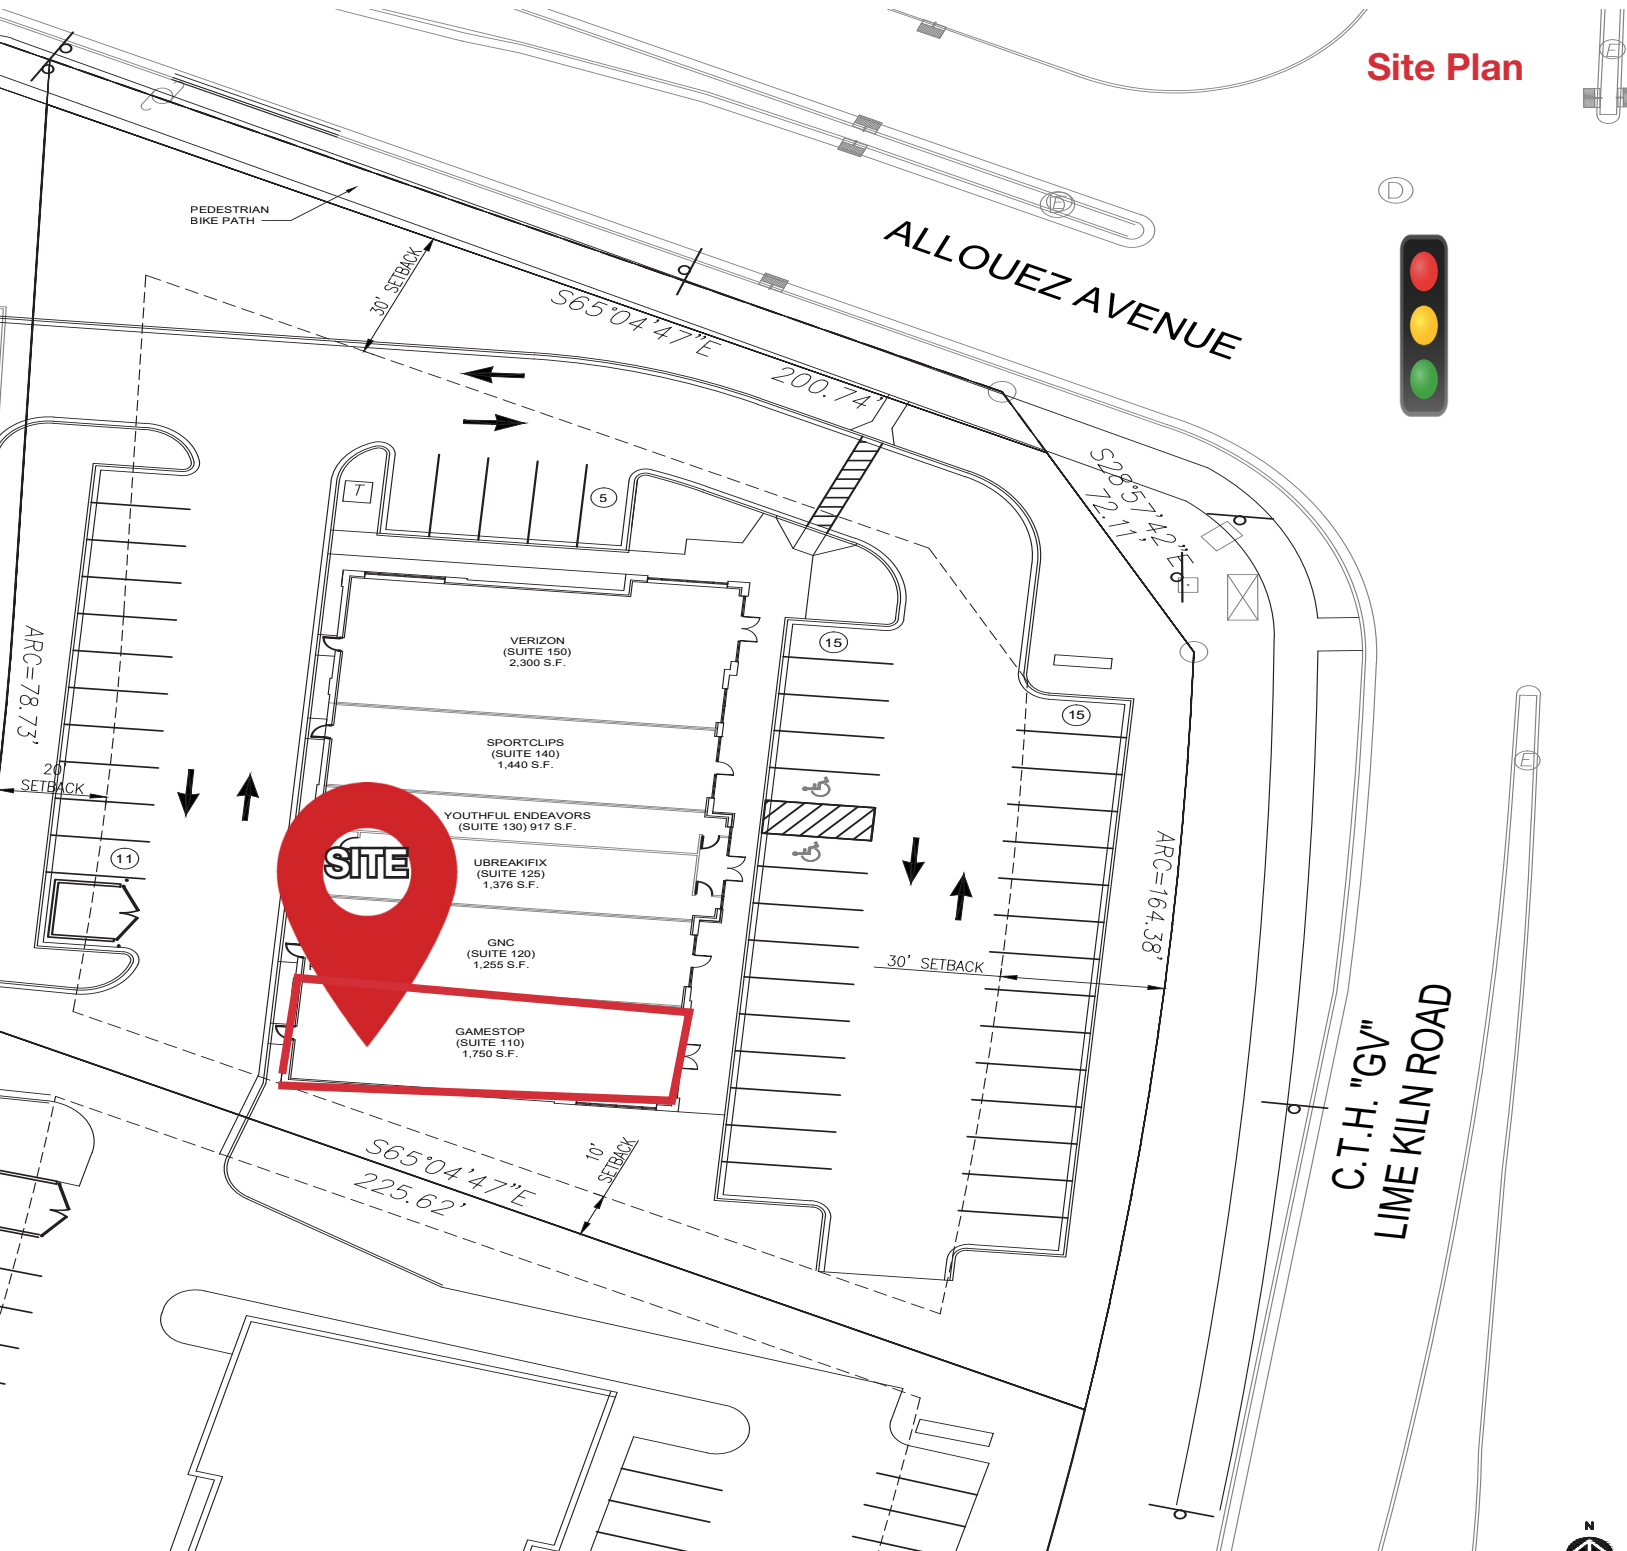 Site Plan
E
D
B
PEDESTRIAN
BIKE PATH
ALLOUEZ AVENUE
30' SETBACK
S65°04'47"E
200.74'
S28°57'42"E
72.11'
T
5
15
15
VERIZON
(SUITE 150)
2,300 S.F.
ARC=78.73'
SPORTCLIPS
(SUITE 140)
1,440 S.F.
20'
SETBACK
YOUTHFUL ENDEAVORS
(SUITE 130) 917 S.F.
11
SITE
UBREAKIFIX
(SUITE 125)
1,376 S.F.
ARC=164.38'
GNC
(SUITE 120)
1,255 S.F.
30' SETBACK
GAMESTOP
(SUITE 110)
1,750 S.F.
E
C.T.H. "GV"
LIME KILN ROAD
S65°04'47"E
225.62'
10'
SETBACK
N